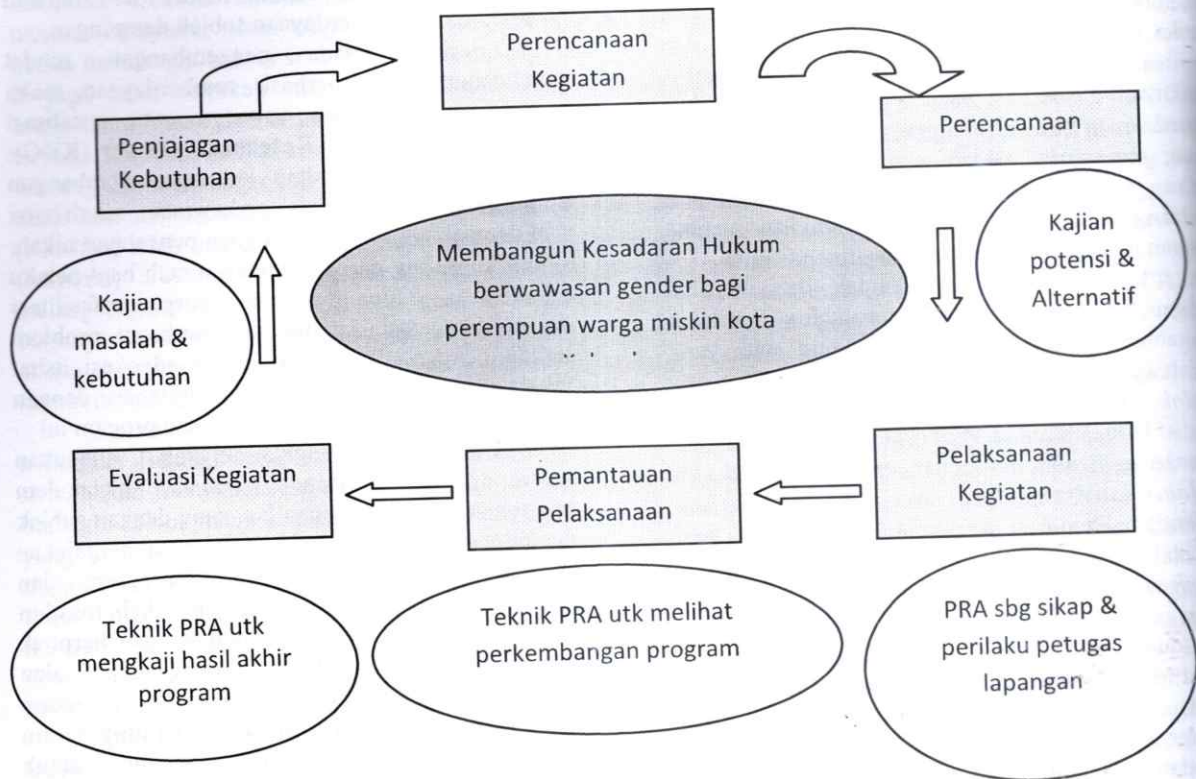 Perencanaan
Kegiatan
Perencanaan
Penjajagan
Kebutuhan
Kajian
potensi &
Alternatif
Membangun Kesadaran Hukum
berwawasan gender bagi
perempuan warga miskin kota
Kajian
masalah &
kebutuhan
Evaluasi Kegiatan
Pemantauan
Pelaksanaan
Pelaksanaan
Kegiatan
Teknik PRA utk
mengkaji hasil akhir
program
Teknik PRA utk melihat
perkembangan program
PRA sbg sikap &
perilaku petugas
lapangan